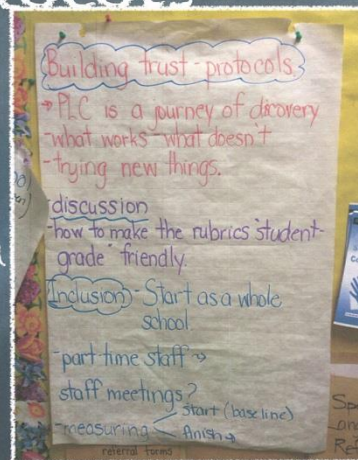 Building trust - protocols.
→ PLC is a journey of discovery
- what works - what doesn't
- trying new things.
discussion
- how to make the rubrics "student-
grade" friendly.
Inclusion - Start as a whole
school.
- part time staff →
staff meetings?
- measuring
start (baseline)
finish →
referral forms